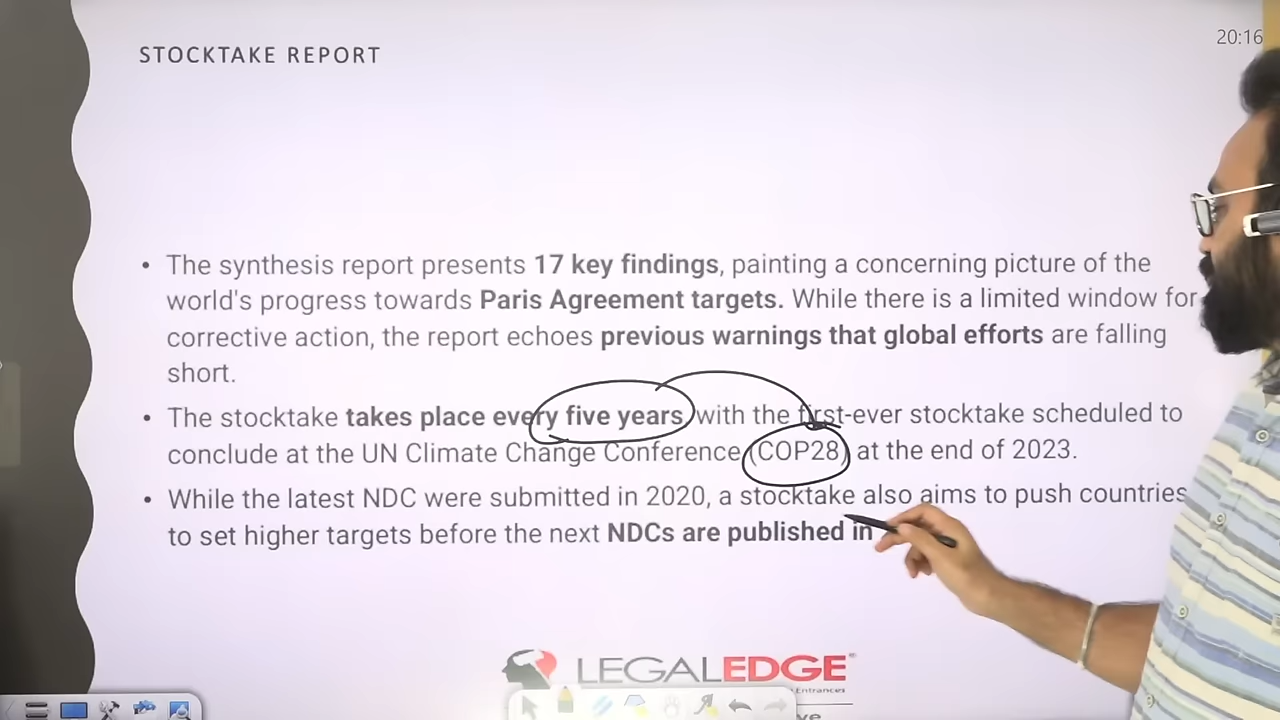 20:16
STOCKTAKE REPORT
• The synthesis report presents 17 key findings, painting a concerning picture of the
world's progress towards Paris Agreement targets. While there is a limited window for
corrective action, the report echoes previous warnings that global efforts are falling
short.
• The stocktake takes place every five years with the first-ever stocktake scheduled to
conclude at the UN Climate Change Conference (COP28) at the end of 2023.
• While the latest NDC were submitted in 2020, a stocktake also aims to push countries
to set higher targets before the next NDCs are published in
LEGALEDGE
Entrances